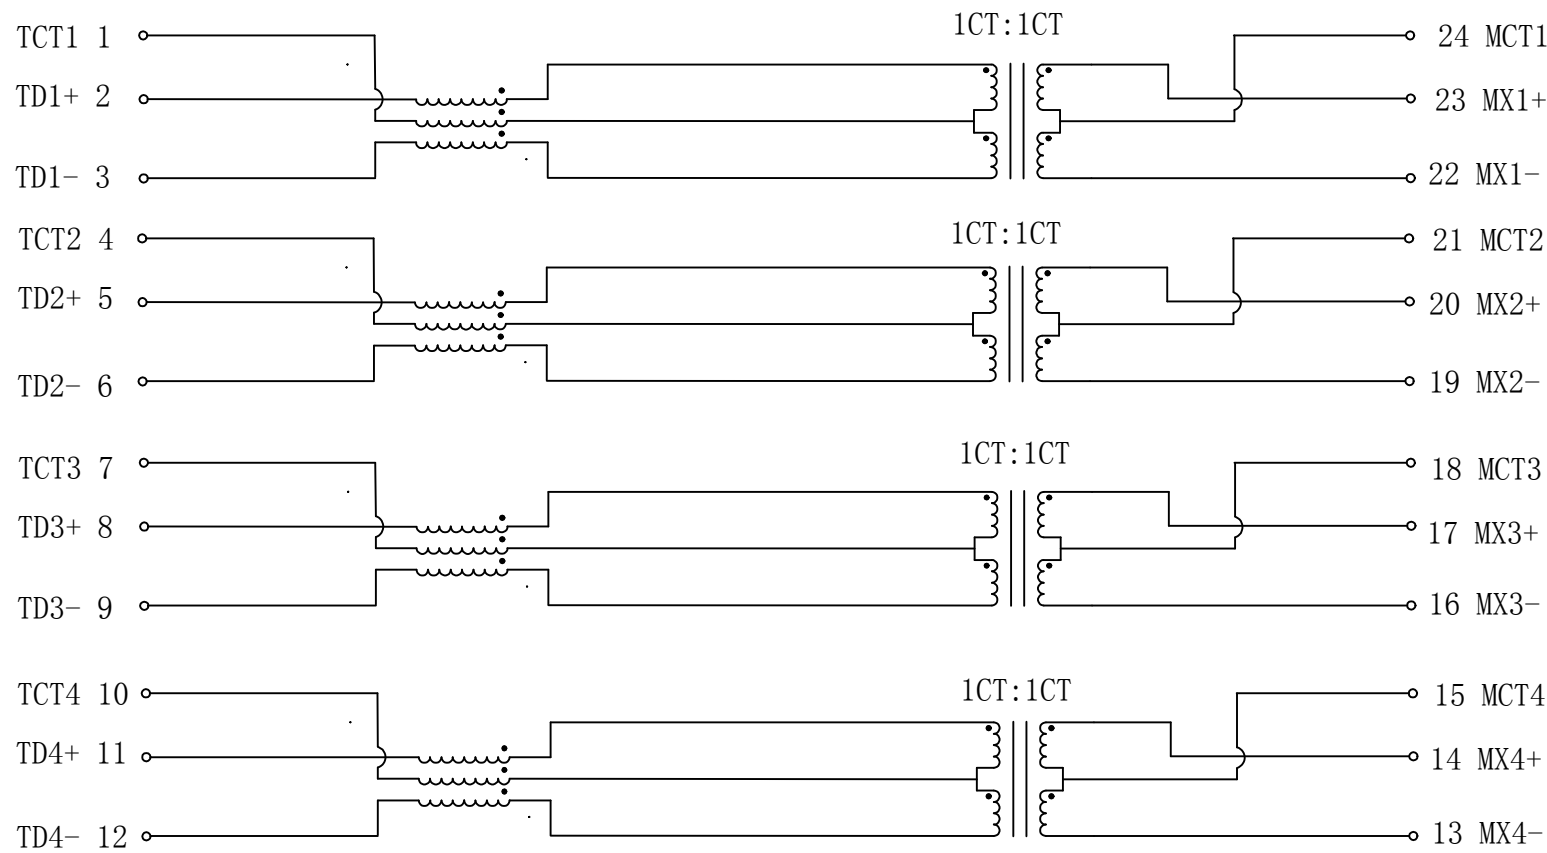 1CT:1CT
TCT1 1 24 MCT1
TD1+ 2 23 MX1+
TD1- 3 22 MX1-
1CT:1CT
TCT2 4 21 MCT2
TD2+ 5 20 MX2+
TD2- 6 19 MX2-
1CT:1CT
TCT3 7 18 MCT3
TD3+ 8 17 MX3+
TD3- 9 16 MX3-
1CT:1CT
TCT4 10 15 MCT4
TD4+ 11 14 MX4+
TD4- 12 13 MX4-